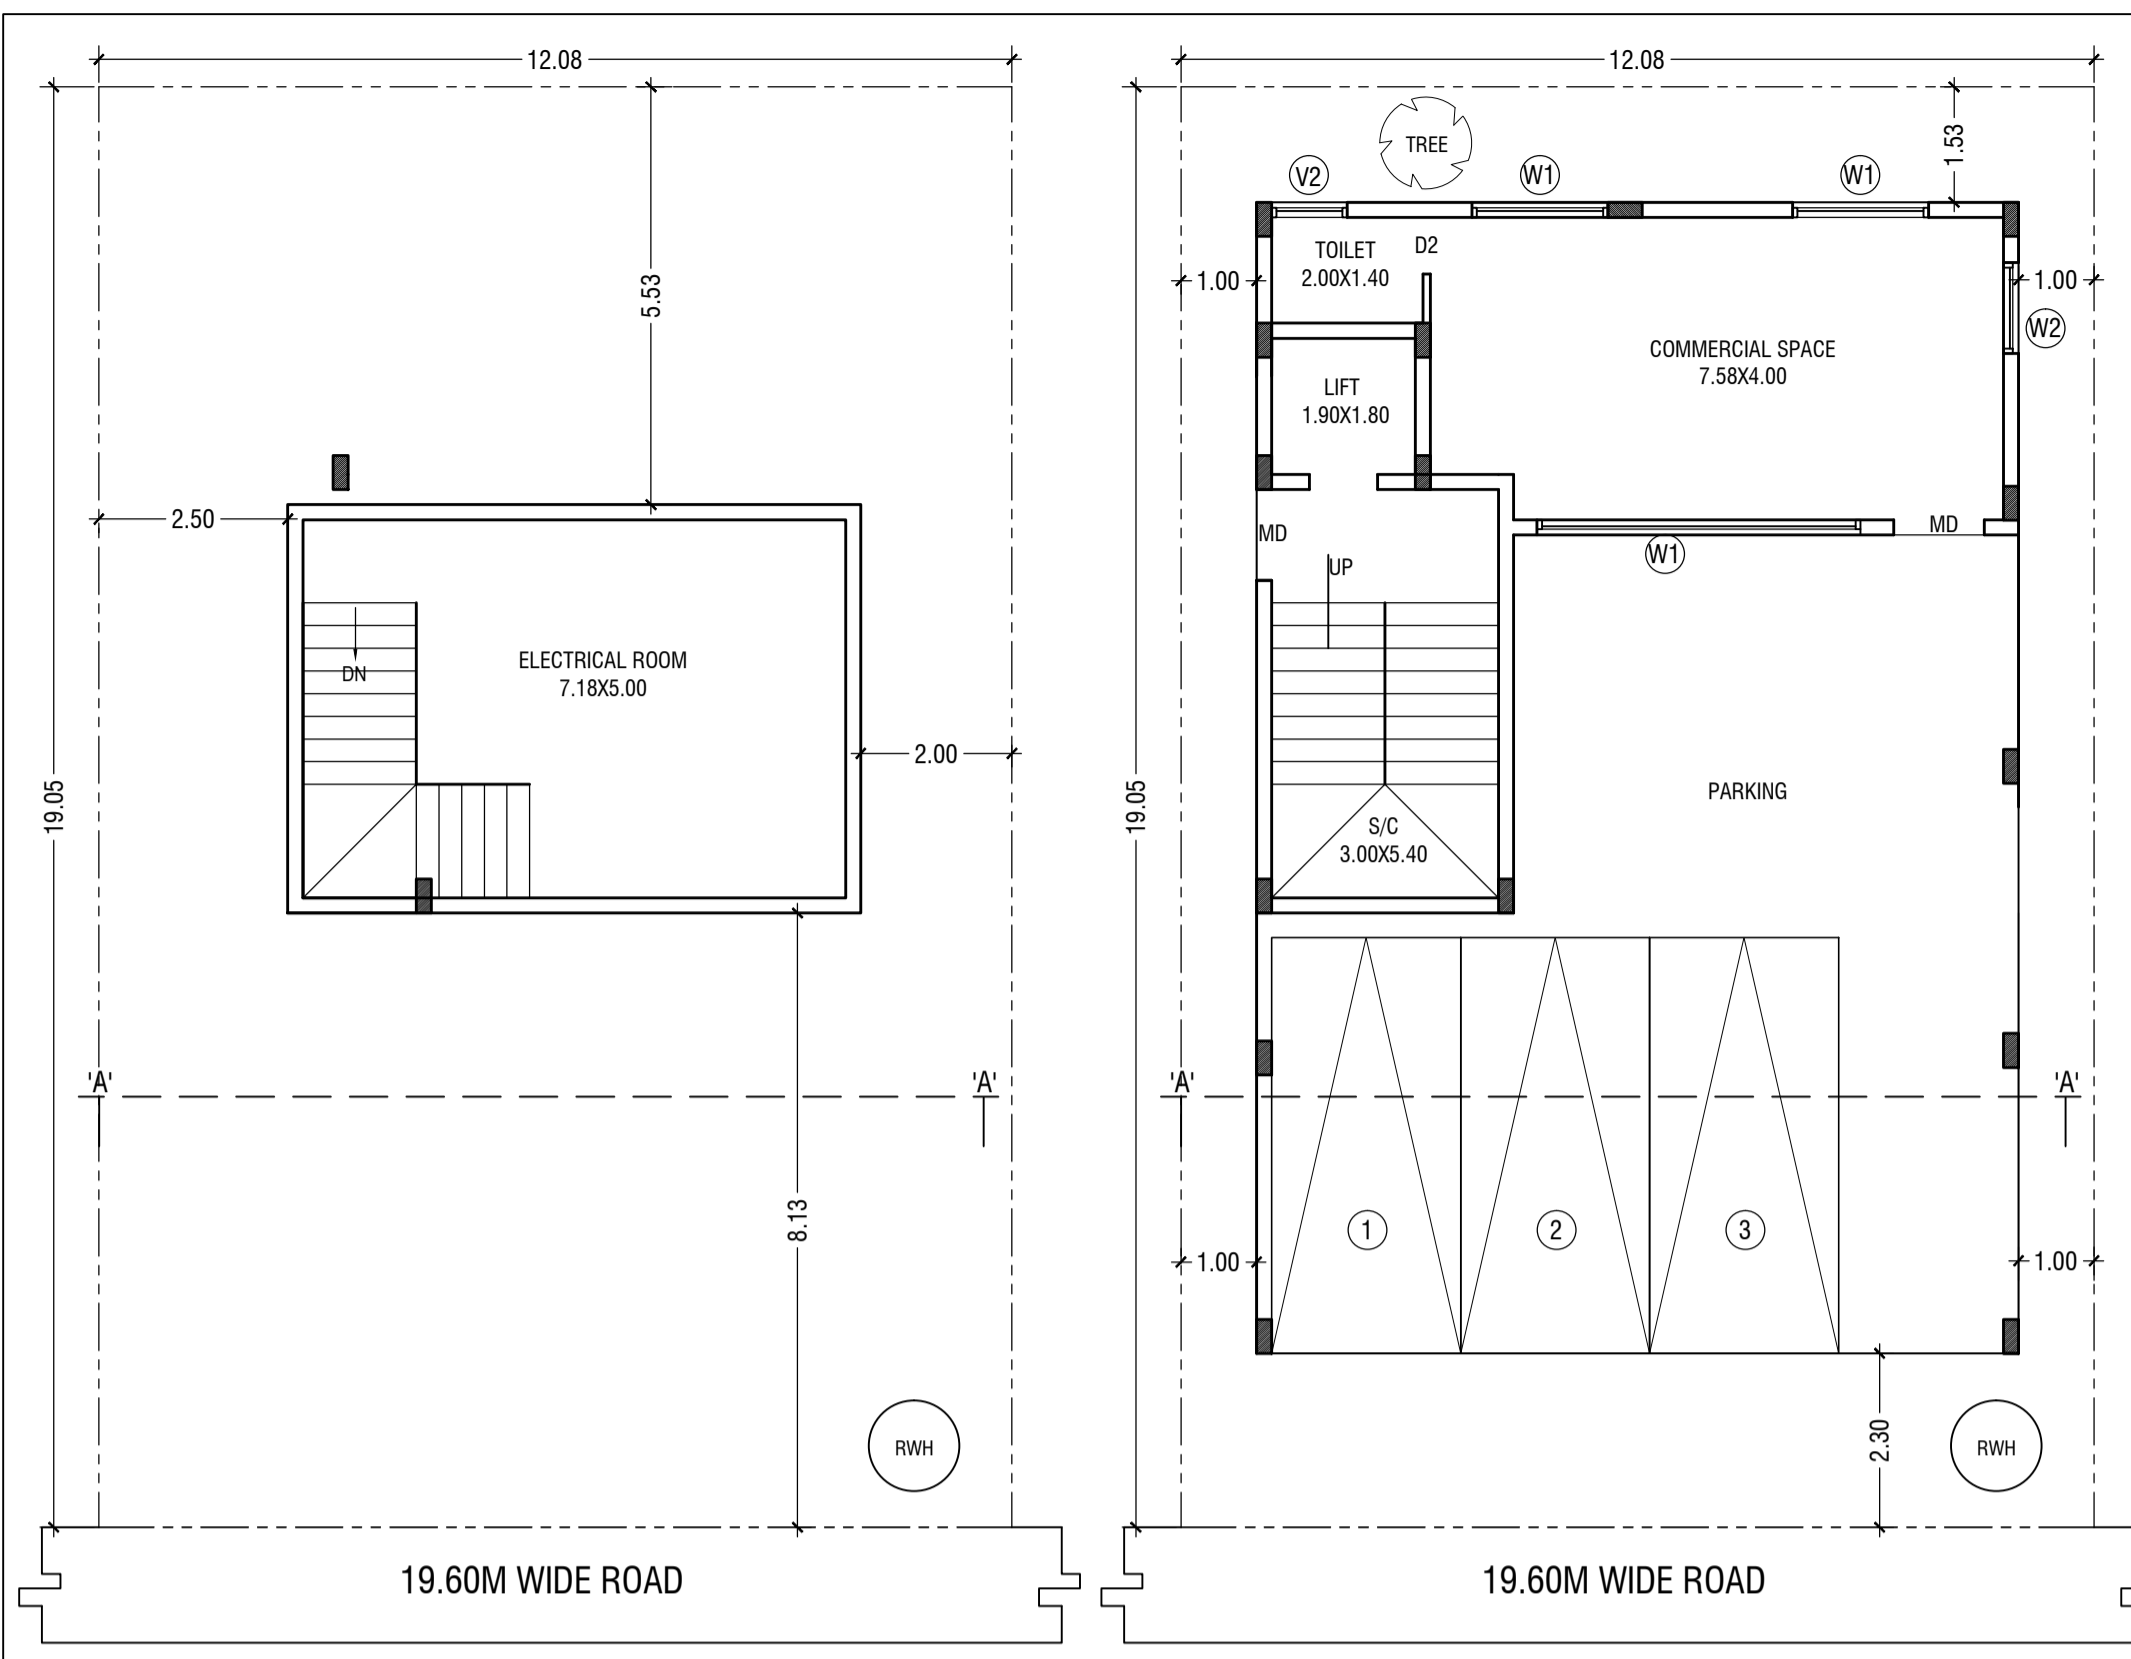 12.08
5.53
2.50
ELECTRICAL ROOM
7.18X5.00
DN
2.00
19.05
'A'
'A'
8.13
RWH
19.60M WIDE ROAD
12.08
TREE
1.53
V2
W1
W1
TOILET
2.00X1.40
D2
1.00
1.00
W2
COMMERCIAL SPACE
7.58X4.00
LIFT
1.90X1.80
MD
MD
UP
W1
19.05
PARKING
S/C
3.00X5.40
'A'
'A'
1
2
3
1.00
1.00
2.30
RWH
19.60M WIDE ROAD